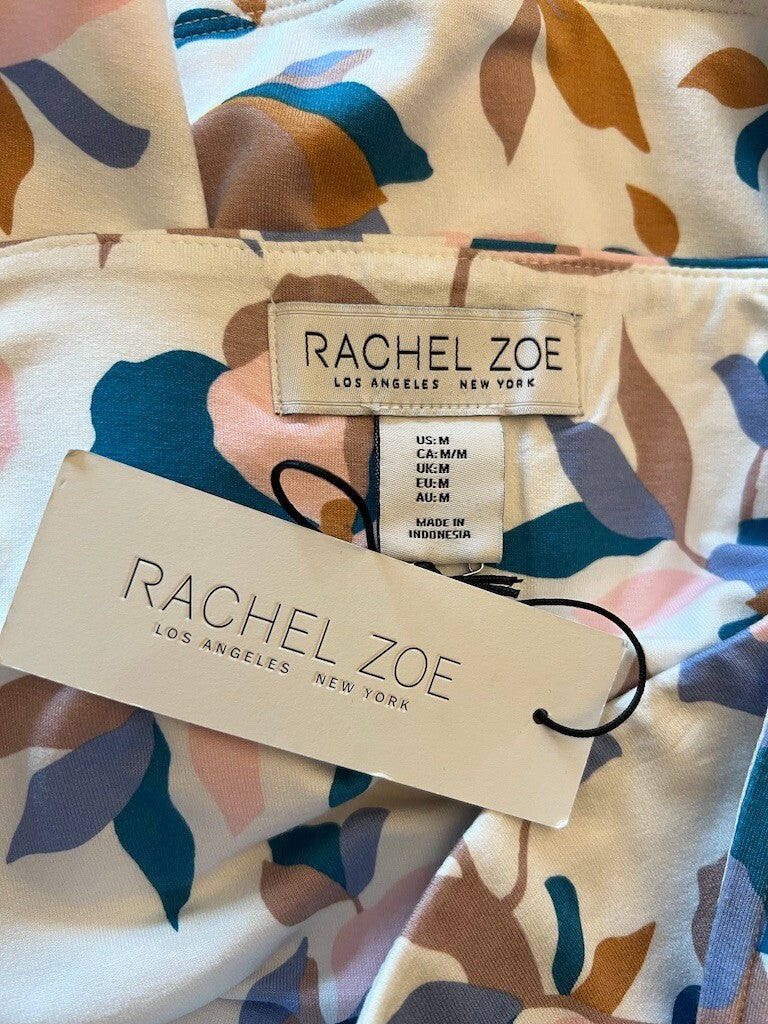 RACHEL ZOE
LOS ANGELES NEW YORK
US: M
CA: M/M
UK: M
EU: M
AU: M
MADE IN
INDONESIA
RACHEL ZOE
LOS ANGELES NEW YORK